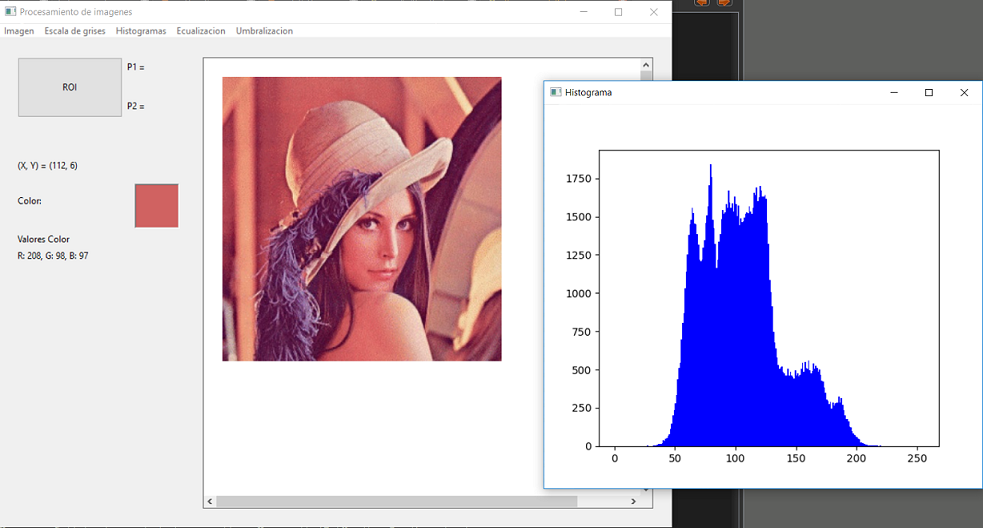 Procesamiento de imagenes
Imagen Escala de grises Histogramas Ecualizacion Umbralizacion
ROI
P1 =
P2 =
(X, Y) = (112, 6)
Color:
Valores Color
R: 208, G: 98, B: 97
Histograma
1750
1500
1250
1000
750
500
250
0
0 50 100 150 200 250